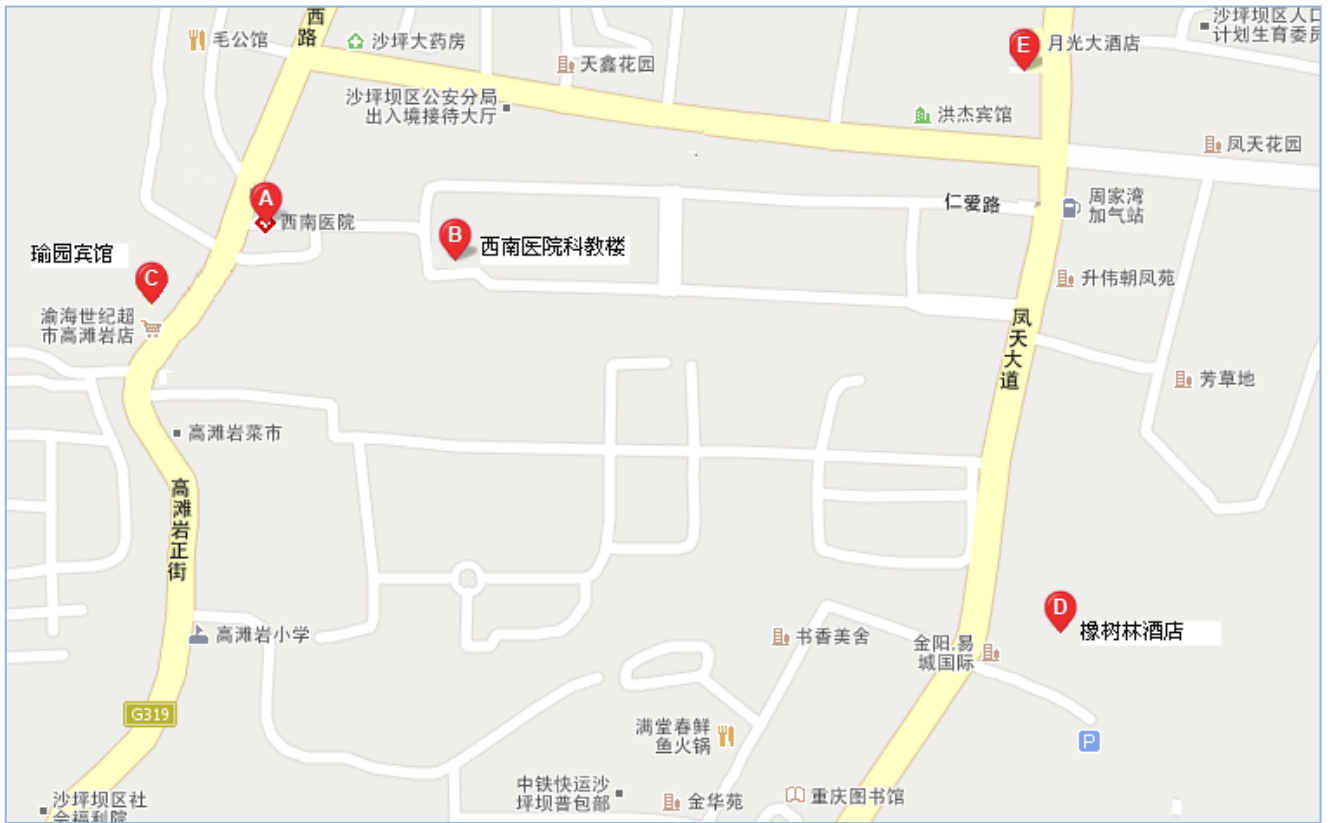 西
路
毛公馆
沙坪大药房
天鑫花园
E
月光大酒店
沙坪坝区人口
计划生育委员
沙坪坝区公安分局
出入境接待大厅
洪杰宾馆
凤天花园
A
西南医院
B
西南医院科教楼
仁爱路
周家湾
加气站
瑜园宾馆
C
升伟朝凤苑
渝海世纪超
市高滩岩店
凤天大道
芳草地
高滩岩菜市
高滩岩正街
D
橡树林酒店
高滩岩小学
书香美舍
金阳.易
城国际
G319
满堂春鲜
鱼火锅
P
中铁快运沙
坪坝普包部
金华苑
重庆图书馆
沙坪坝区社
会福利院